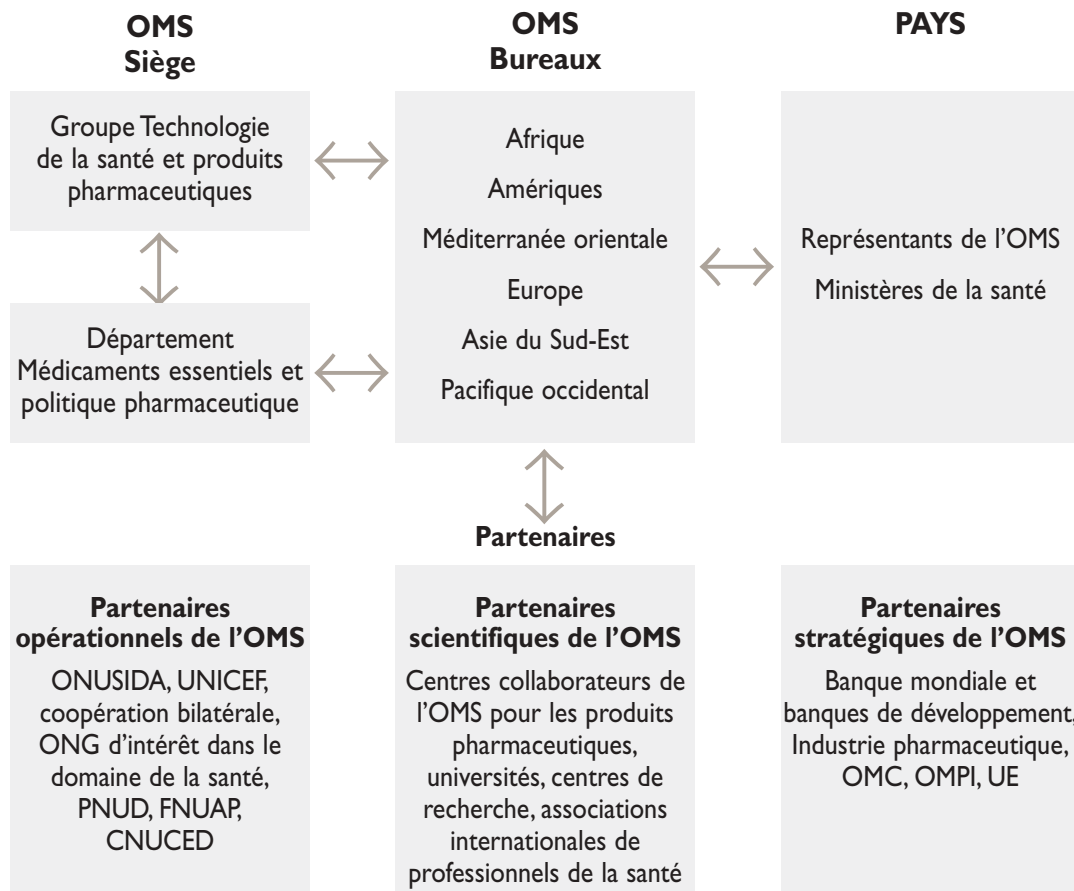 OMS
Siège
Groupe Technologie
de la santé et produits
pharmaceutiques
Département
Médicaments essentiels et
politique pharmaceutique
OMS
Bureaux
Afrique
Amériques
Méditerranée orientale
Europe
Asie du Sud-Est
Pacifique occidental
PAYS
Représentants de l'OMS
Ministères de la santé
Partenaires
Partenaires
opérationnels de l'OMS
ONUSIDA, UNICEF,
coopération bilatérale,
ONG d'intérêt dans le
domaine de la santé,
PNUD, FNUAP,
CNUCED
Partenaires
scientifiques de l'OMS
Centres collaborateurs de
l'OMS pour les produits
pharmaceutiques,
universités, centres de
recherche, associations
internationales de
professionnels de la santé
Partenaires
stratégiques de l'OMS
Banque mondiale et
banques de développement,
Industrie pharmaceutique,
OMC, OMPI, UE